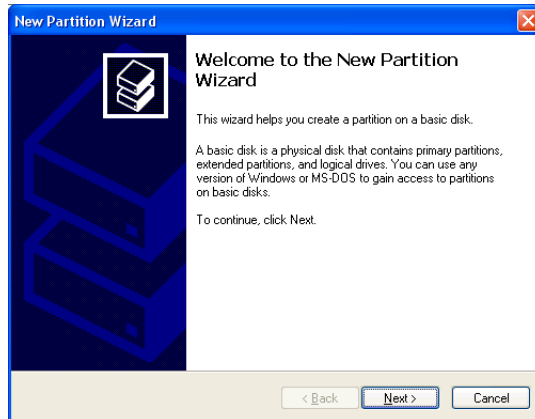 New Partition Wizard
Welcome to the New Partition
Wizard
This wizard helps you create a partition on a basic disk.
A basic disk is a physical disk that contains primary partitions,
extended partitions, and logical drives. You can use any
version of Windows or MS-DOS to gain access to partitions
on basic disks.
To continue, click Next.
< Back Next > Cancel